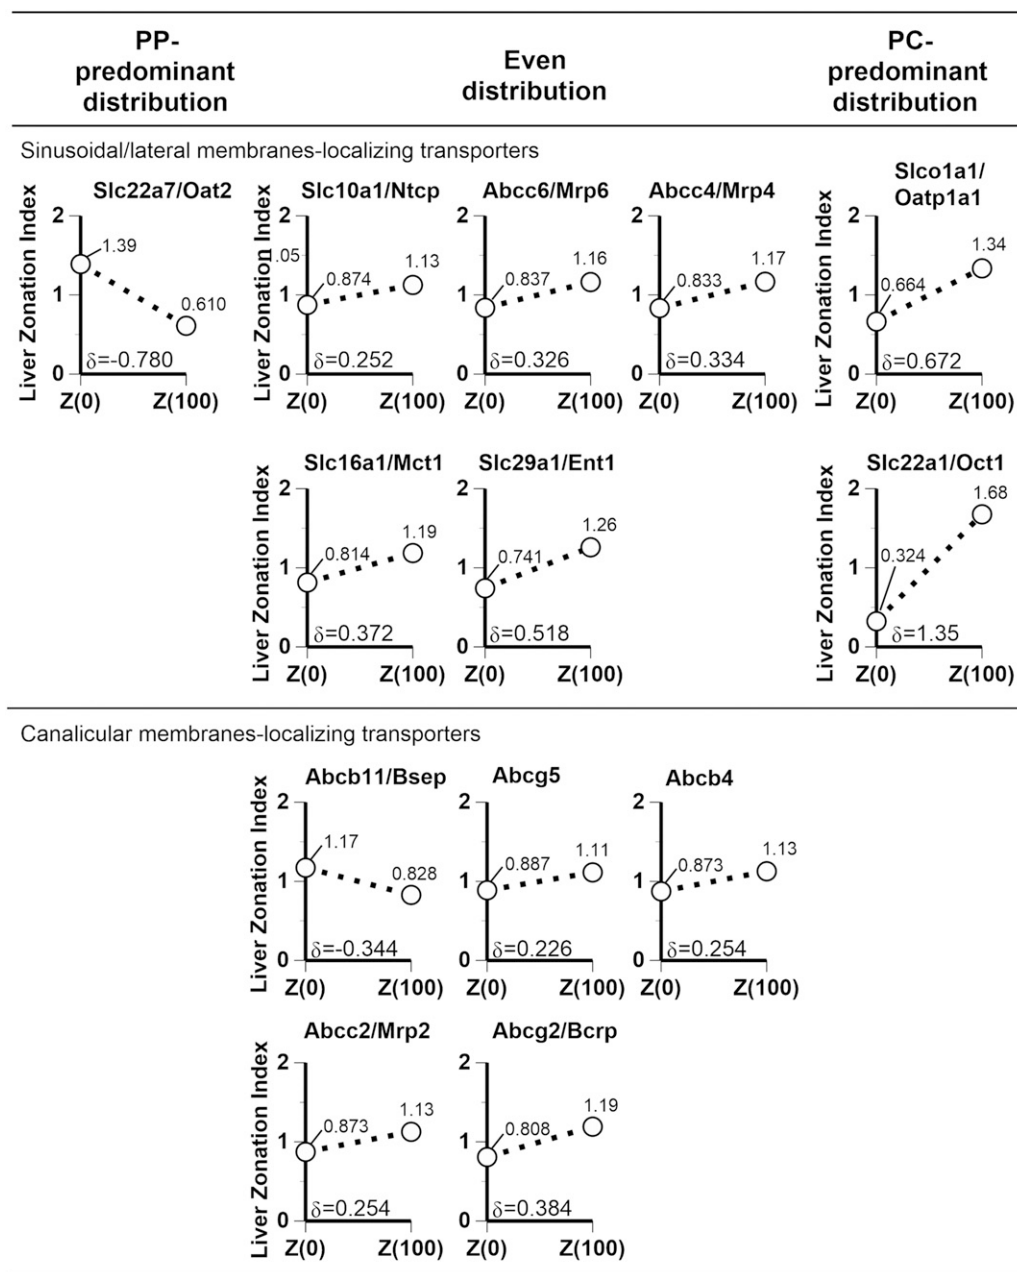 PP-
predominant
distribution
Even
distribution
PC-
predominant
distribution
Sinusoidal/lateral membranes-localizing transporters
Slc22a7/Oat2
Liver Zonation Index
2
1
0
1.39
0.610
δ=-0.780
Z(0) Z(100)
Slc10a1/Ntcp
Liver Zonation Index
2
1.05
1
0
0.874
1.13
δ=0.252
Z(0) Z(100)
Abcc6/Mrp6
2
1
0
0.837
1.16
δ=0.326
Z(0) Z(100)
Abcc4/Mrp4
2
1
0
0.833
1.17
δ=0.334
Z(0) Z(100)
Slco1a1/
Oatp1a1
Liver Zonation Index
2
1
0
0.664
1.34
δ=0.672
Z(0) Z(100)
Slc16a1/Mct1
Liver Zonation Index
2
1
0
0.814
1.19
δ=0.372
Z(0) Z(100)
Slc29a1/Ent1
2
1
0
0.741
1.26
δ=0.518
Z(0) Z(100)
Slc22a1/Oct1
Liver Zonation Index
2
1
0
0.324
1.68
δ=1.35
Z(0) Z(100)
Canalicular membranes-localizing transporters
Abcb11/Bsep
Liver Zonation Index
2
1
0
1.17
0.828
δ=-0.344
Z(0) Z(100)
Abcg5
2
1
0
0.887
1.11
δ=0.226
Z(0) Z(100)
Abcb4
2
1
0
0.873
1.13
δ=0.254
Z(0) Z(100)
Abcc2/Mrp2
Liver Zonation Index
2
1
0
0.873
1.13
δ=0.254
Z(0) Z(100)
Abcg2/Bcrp
2
1
0
0.808
1.19
δ=0.384
Z(0) Z(100)